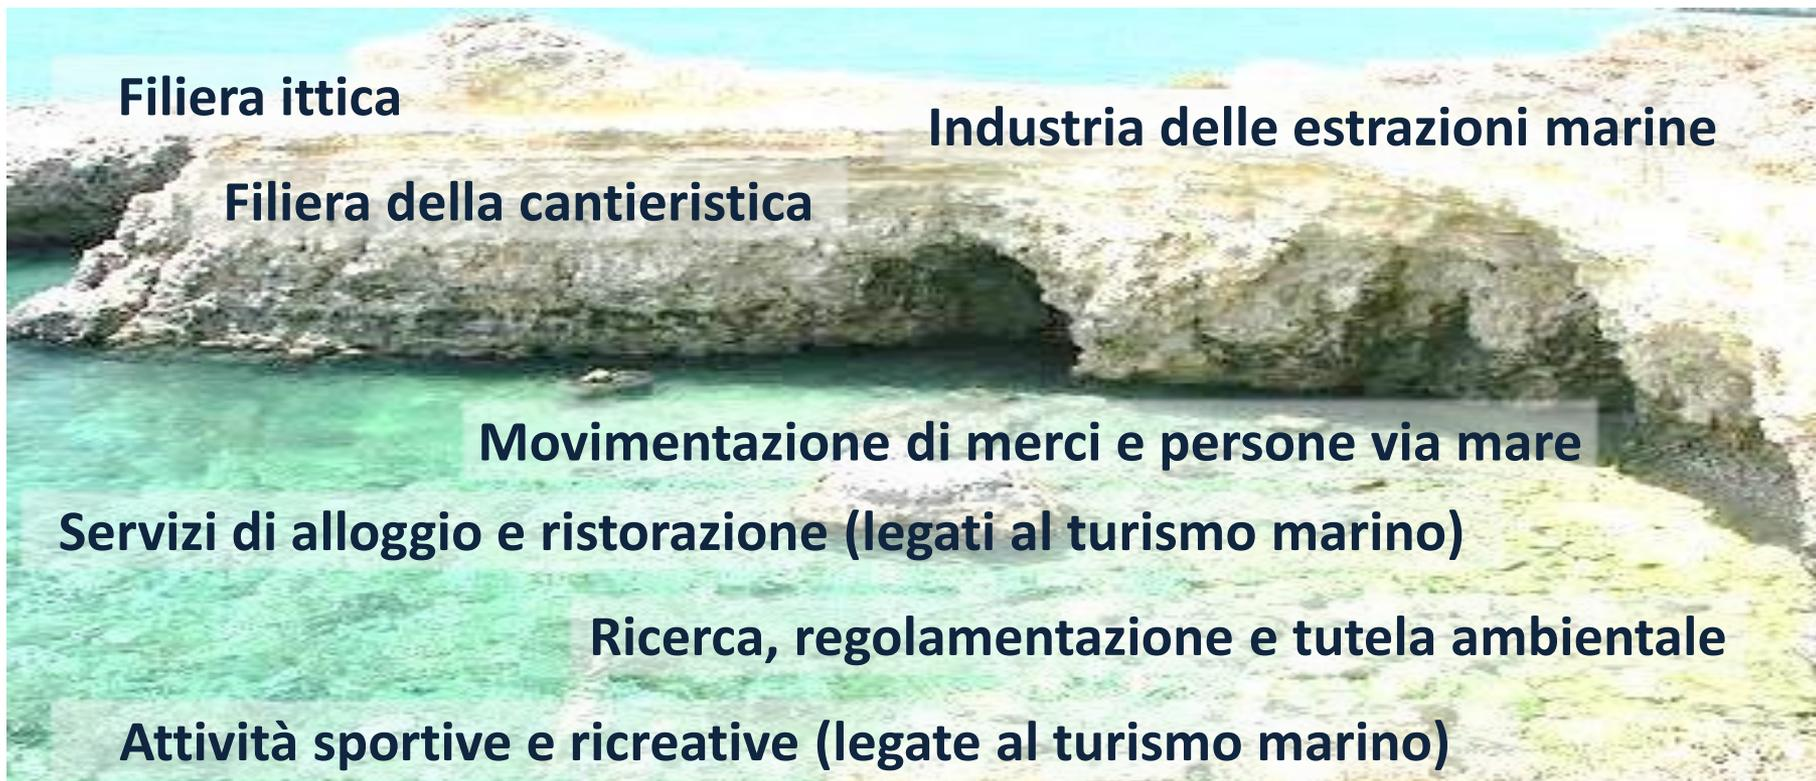 Filiera ittica
Industria delle estrazioni marine
Filiera della cantieristica
Movimentazione di merci e persone via mare
Servizi di alloggio e ristorazione (legati al turismo marino)
Ricerca, regolamentazione e tutela ambientale
Attività sportive e ricreative (legate al turismo marino)